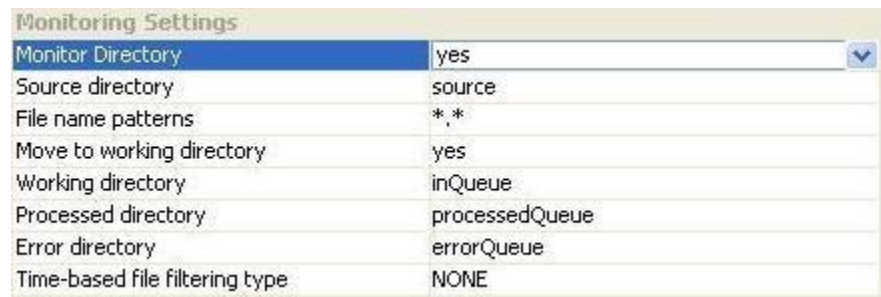 Monitoring Settings
Monitor Directory yes
Source directory source
File name patterns *.*
Move to working directory yes
Working directory inQueue
Processed directory processedQueue
Error directory errorQueue
Time-based file filtering type NONE